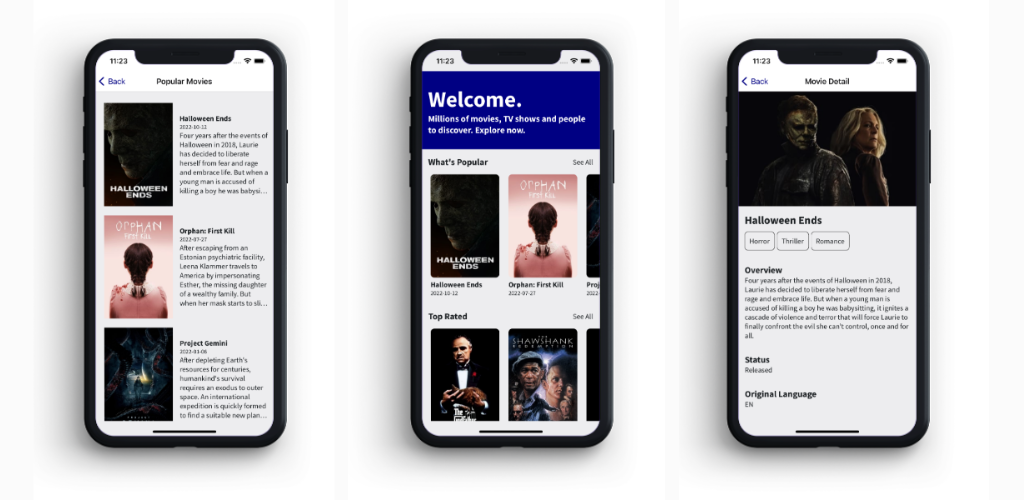 11:23
Back
Popular Movies
HALLOWEEN
ENDS
Halloween Ends
2022-10-12
Four years after the events of
Halloween in 2018, Laurie
has decided to liberate
herself from fear and rage
and embrace life. But when a
young man is accused of
killing a boy he was babysi...
ORPHAN
FIRST KILL
Orphan: First Kill
2022-07-27
After escaping from an
Estonian psychiatric facility,
Leena Klammer travels to
America by impersonating
Esther, the missing daughter
of a wealthy family. But
when her mask starts to sli...
Project Gemini
After depleting Earth's
resources for centuries,
humankind's survival
requires an exodus to outer
space. An international
expedition is quickly formed
to find a suitable new plan...
11:23
Welcome.
Millions of movies, TV shows and people
to discover. Explore now.
What's Popular
See All
HALLOWEEN
ENDS
ORPHAN
FIRST KILL
Halloween Ends
2022-10-12
Orphan: First Kill
2022-07-27
Proj
2022
Top Rated
See All
The
SHAWSHANK
REDEMPTION
11:23
Back
Movie Detail
Halloween Ends
Horror
Thriller
Romance
Overview
Four years after the events of Halloween in 2018,
Laurie has decided to liberate herself from fear and
rage and embrace life. But when a young man is
accused of killing a boy he was babysitting, it ignites a
cascade of violence and terror that will force Laurie to
finally confront the evil she can't control, once and for
all.
Status
Released
Original Language
EN